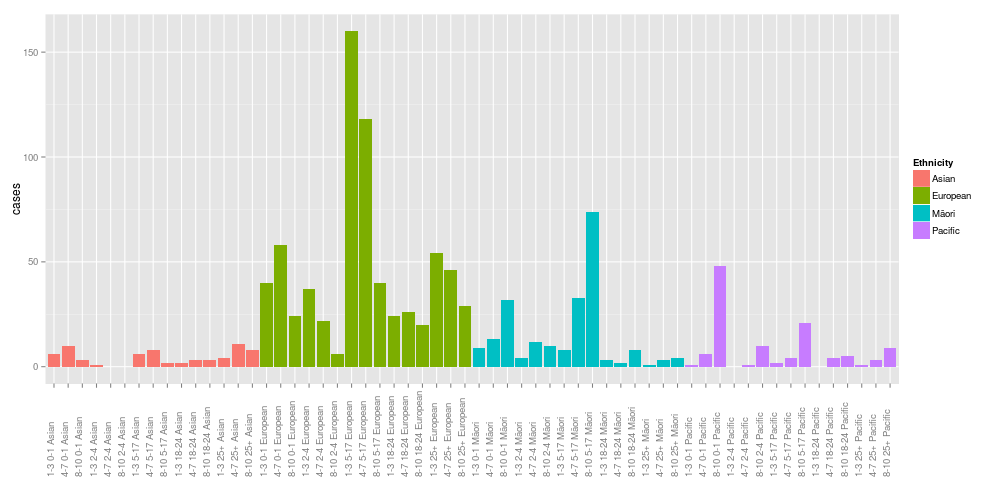 150
100
50
0
cases
1-3 0-1 Asian
4-7 0-1 Asian
8-10 0-1 Asian
1-3 2-4 Asian
4-7 2-4 Asian
8-10 2-4 Asian
1-3 5-17 Asian
4-7 5-17 Asian
8-10 5-17 Asian
1-3 18-24 Asian
4-7 18-24 Asian
8-10 18-24 Asian
1-3 25+ Asian
4-7 25+ Asian
8-10 25+ Asian
1-3 0-1 European
4-7 0-1 European
8-10 0-1 European
1-3 2-4 European
4-7 2-4 European
8-10 2-4 European
1-3 5-17 European
4-7 5-17 European
8-10 5-17 European
1-3 18-24 European
4-7 18-24 European
8-10 18-24 European
1-3 25+ European
4-7 25+ European
8-10 25+ European
1-3 0-1 Māori
4-7 0-1 Māori
8-10 0-1 Māori
1-3 2-4 Māori
4-7 2-4 Māori
8-10 2-4 Māori
1-3 5-17 Māori
4-7 5-17 Māori
8-10 5-17 Māori
1-3 18-24 Māori
4-7 18-24 Māori
8-10 18-24 Māori
1-3 25+ Māori
4-7 25+ Māori
8-10 25+ Māori
1-3 0-1 Pacific
4-7 0-1 Pacific
8-10 0-1 Pacific
1-3 2-4 Pacific
4-7 2-4 Pacific
8-10 2-4 Pacific
1-3 5-17 Pacific
4-7 5-17 Pacific
8-10 5-17 Pacific
1-3 18-24 Pacific
4-7 18-24 Pacific
8-10 18-24 Pacific
1-3 25+ Pacific
4-7 25+ Pacific
8-10 25+ Pacific
Ethnicity
Asian
European
Māori
Pacific